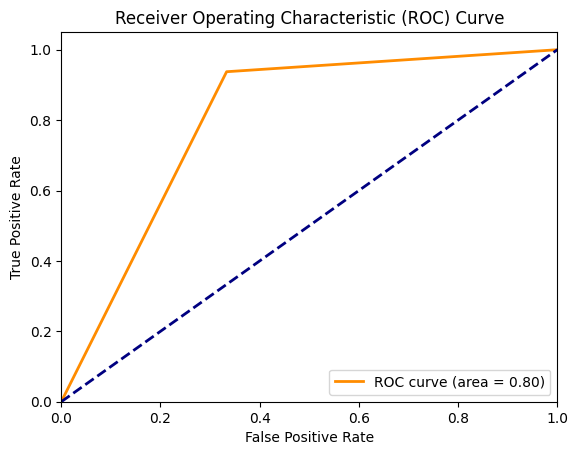 Receiver Operating Characteristic (ROC) Curve
True Positive Rate
1.0
0.8
0.6
0.4
0.2
0.0
0.0 0.2 0.4 0.6 0.8 1.0
False Positive Rate
ROC curve (area = 0.80)